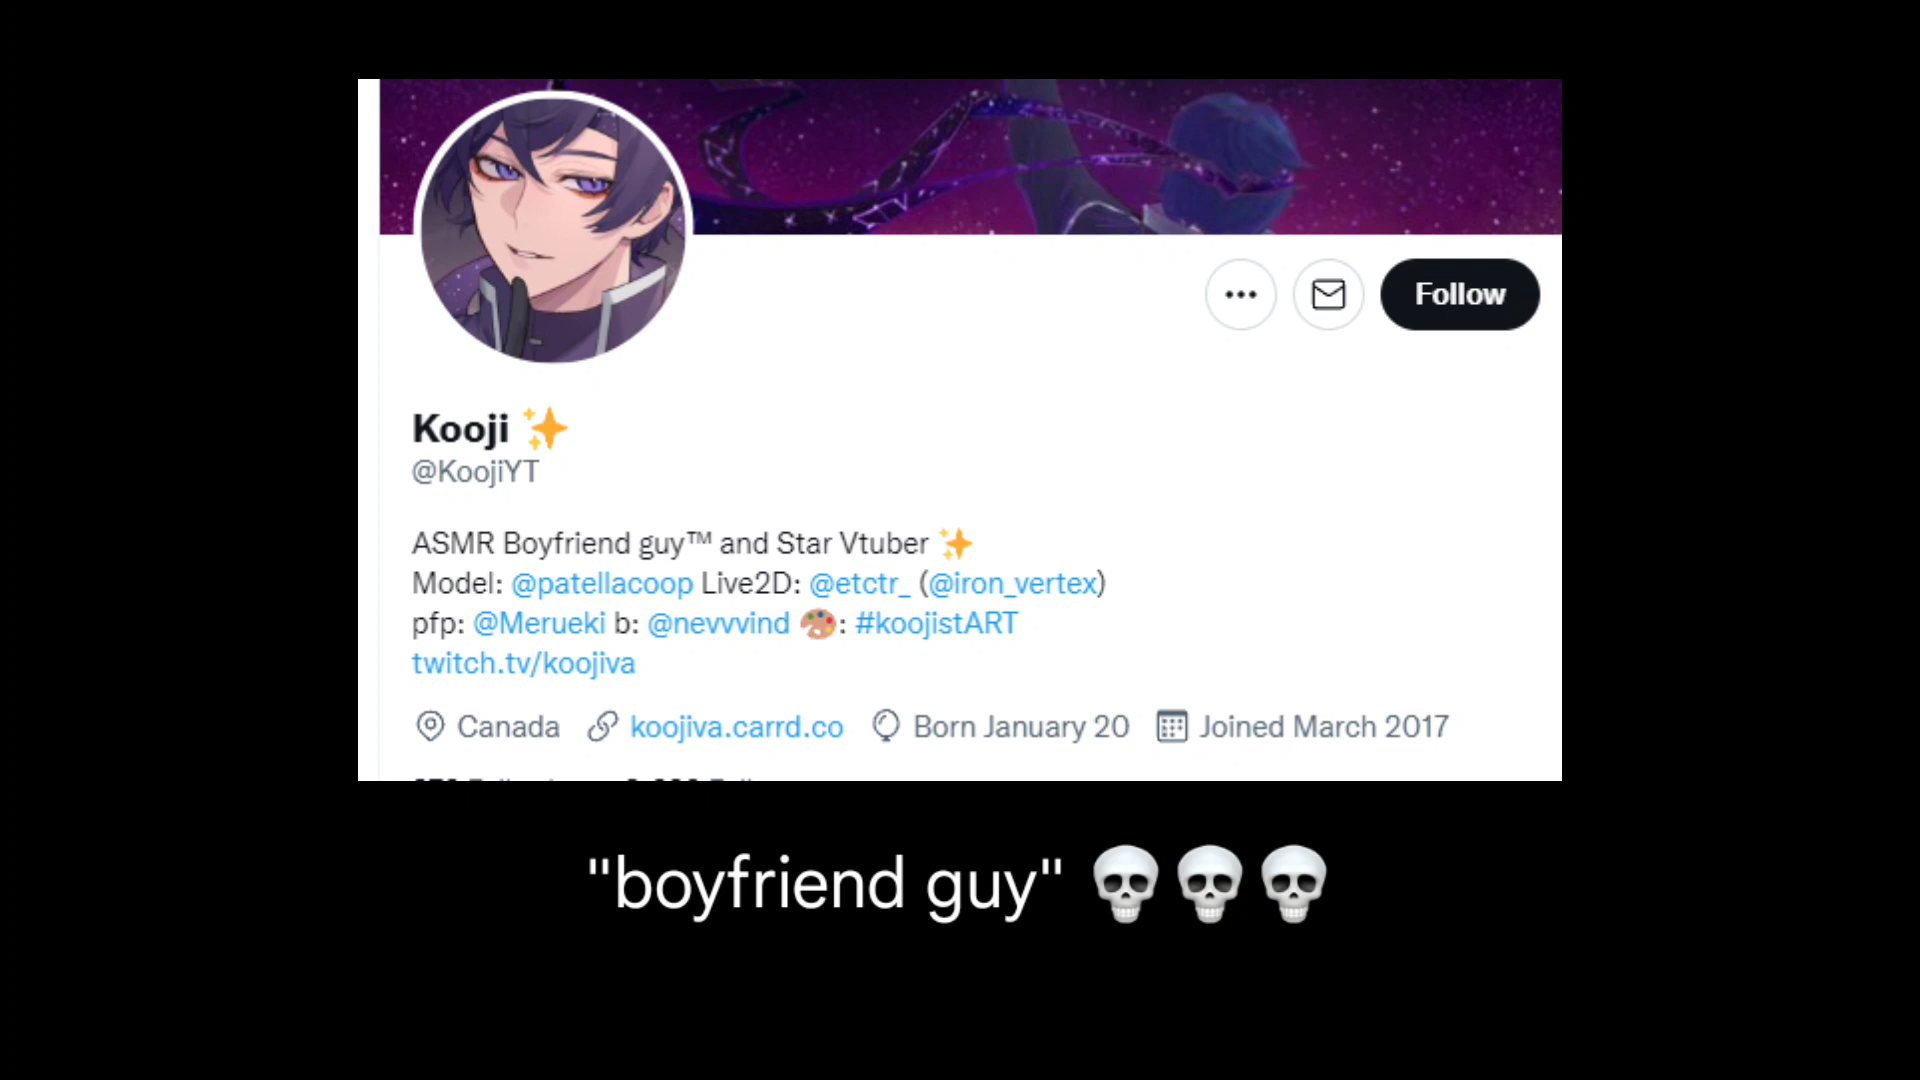 Follow
Kooji ✨
@KoojiYT
ASMR Boyfriend guy™ and Star Vtuber ✨
Model: @patellacoop Live2D: @etctr_ (@iron_vertex)
pfp: @Merueki b: @nevvvind 🎨: #koojistART
twitch.tv/koojiva
Canada koojiva.carrd.co Born January 20 Joined March 2017
"boyfriend guy" 💀💀💀